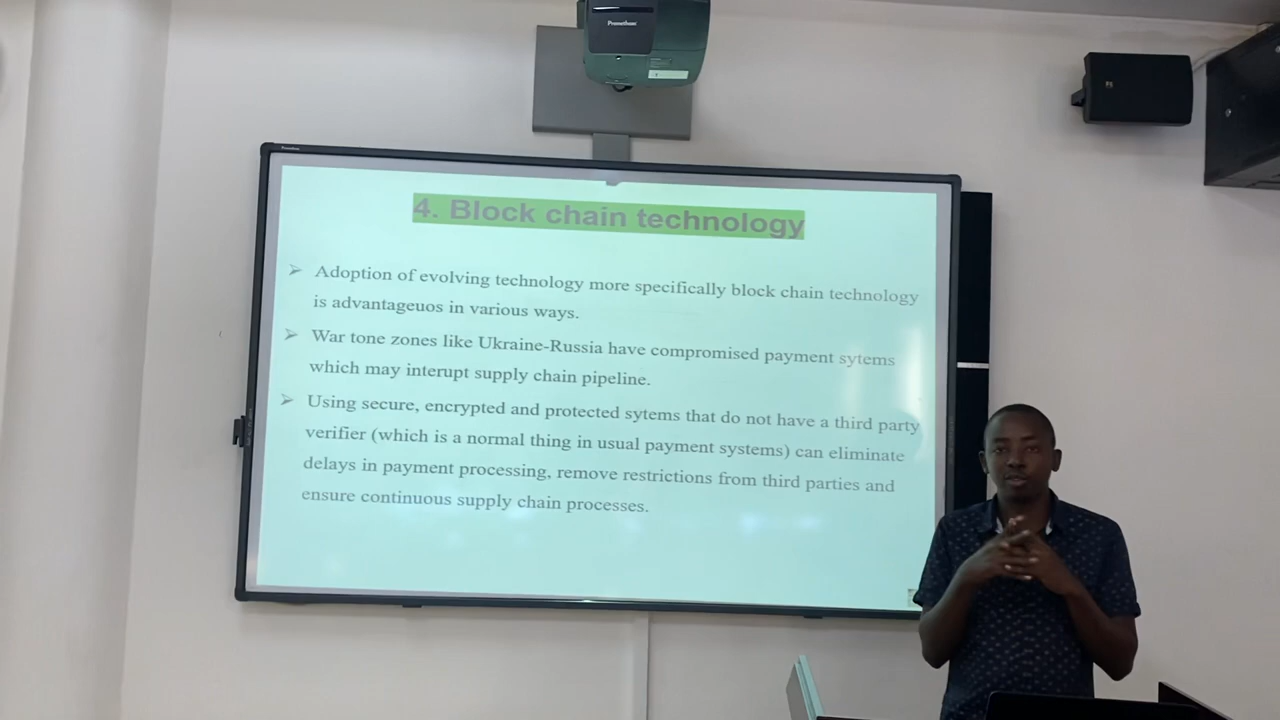 Promethean
Promethean
4. Block chain technology
➢ Adoption of evolving technology more specifically block chain technology
is advantageuos in various ways.
➢ War tone zones like Ukraine-Russia have compromised payment sytems
which may interupt supply chain pipeline.
➢ Using secure, encrypted and protected sytems that do not have a third party
verifier (which is a normal thing in usual payment systems) can eliminate
delays in payment processing, remove restrictions from third parties and
ensure continuous supply chain processes.